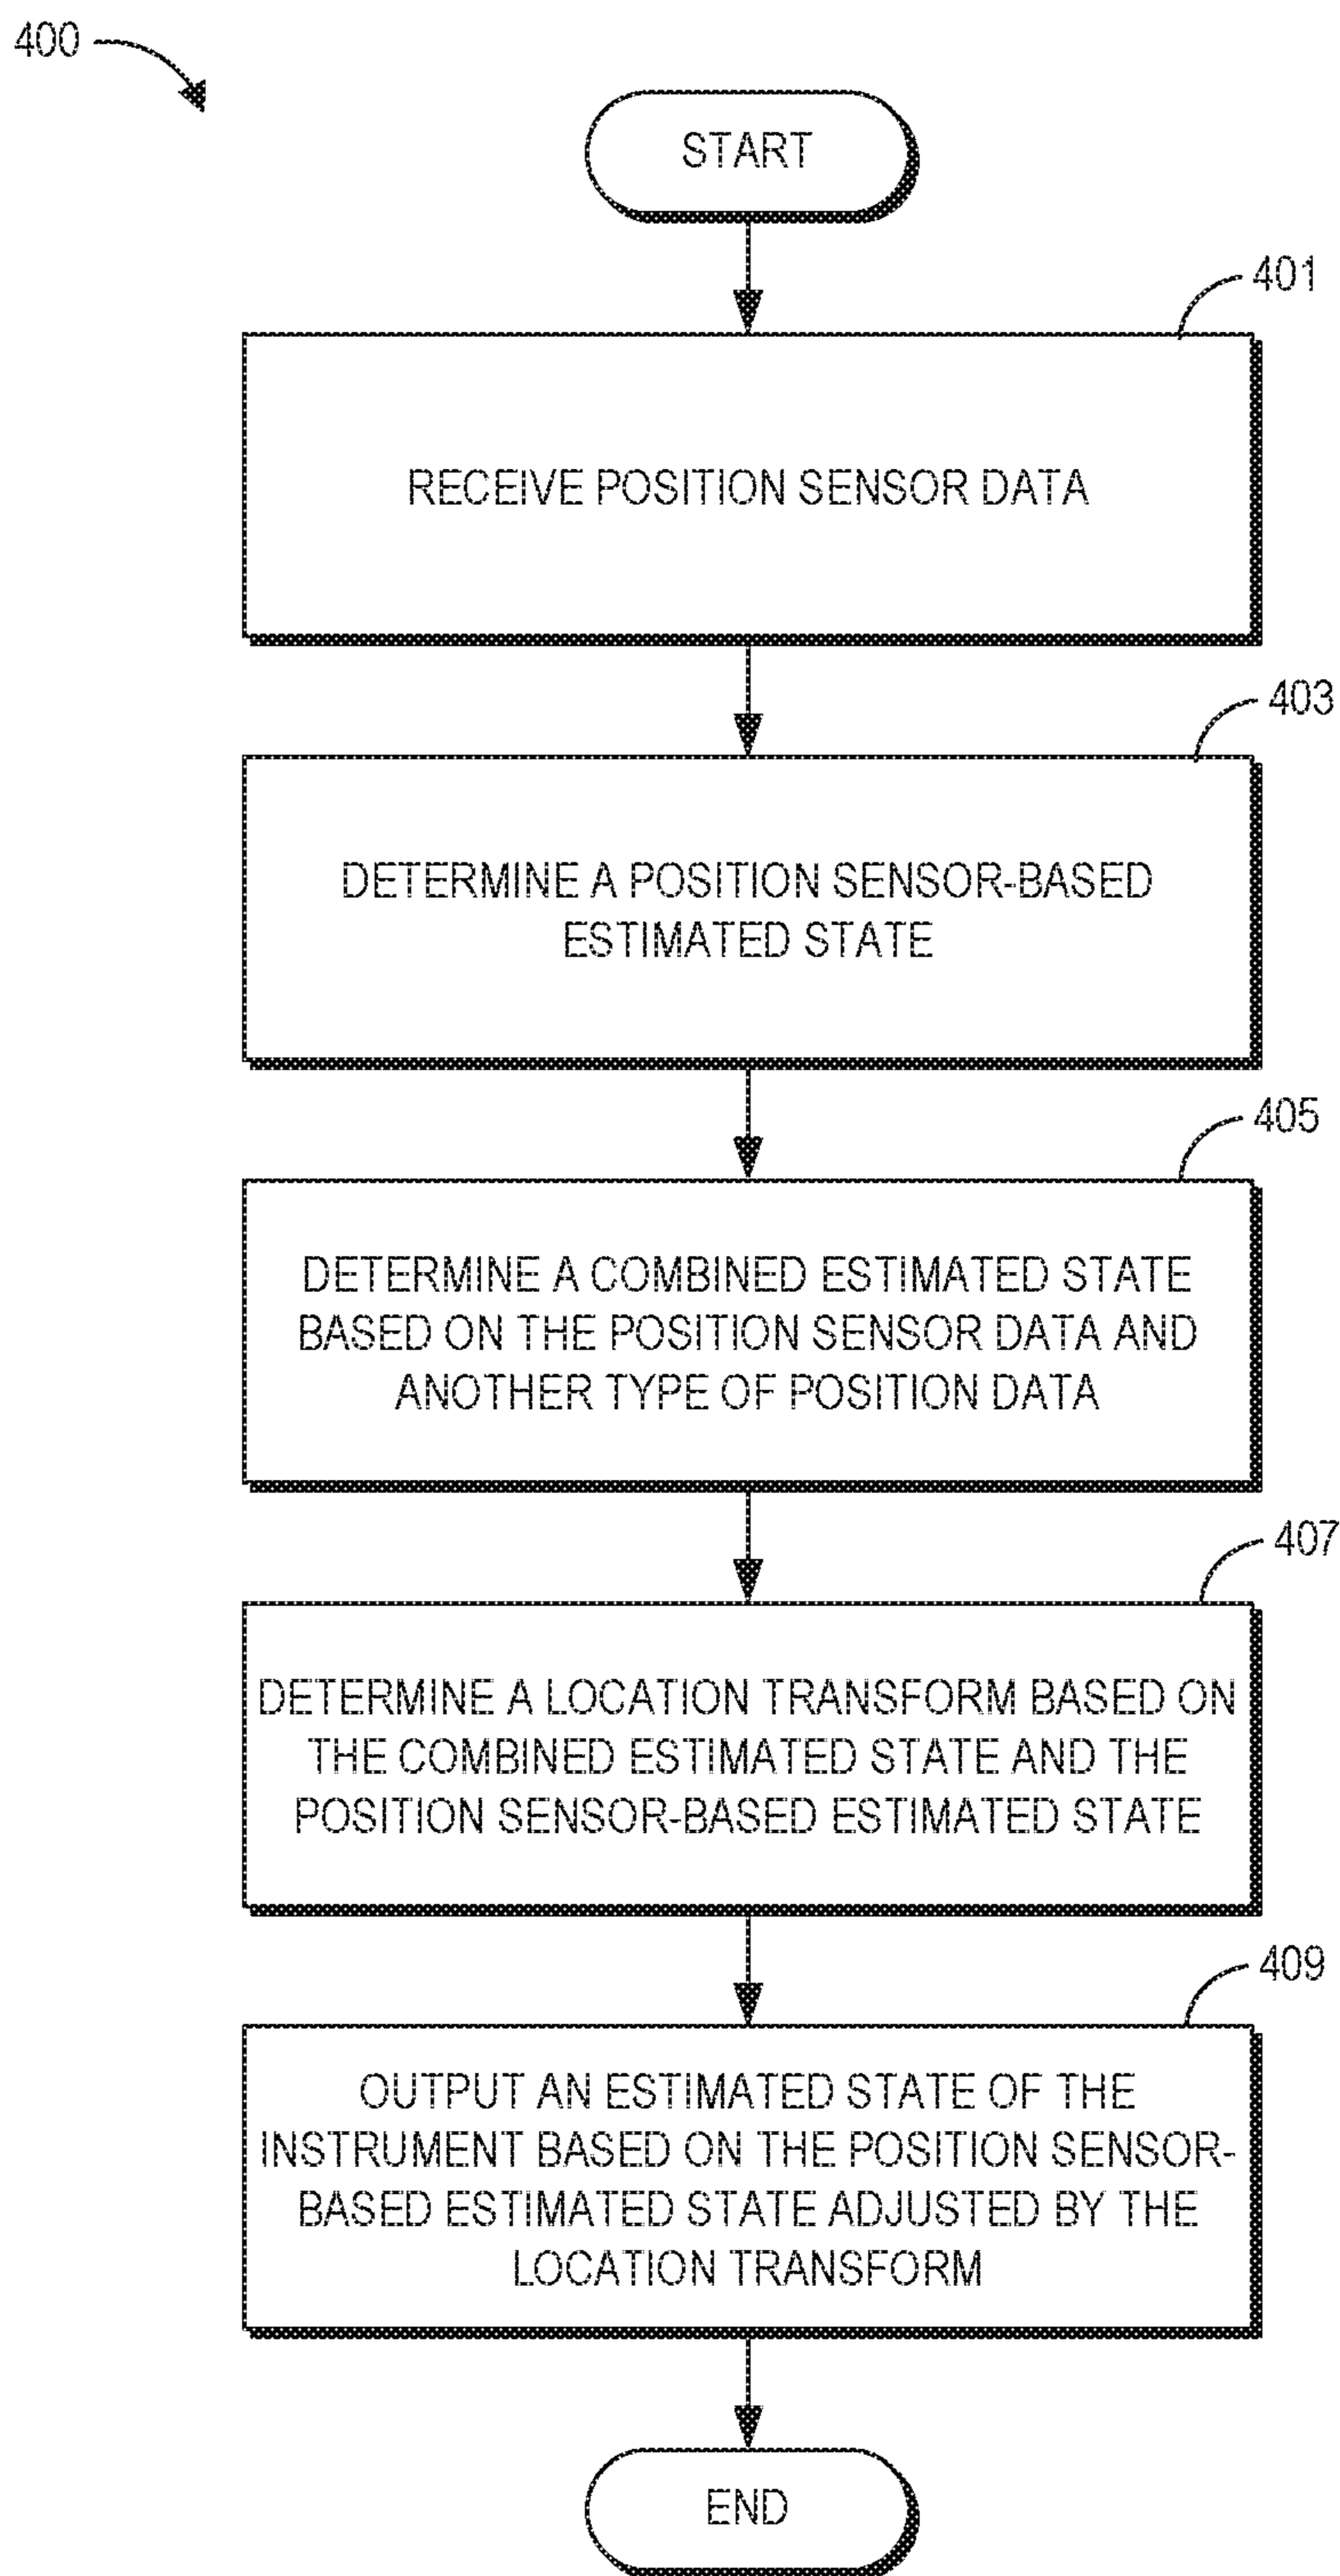 400
START
401
RECEIVE POSITION SENSOR DATA
403
DETERMINE A POSITION SENSOR-BASED
ESTIMATED STATE
405
DETERMINE A COMBINED ESTIMATED STATE
BASED ON THE POSITION SENSOR DATA AND
ANOTHER TYPE OF POSITION DATA
407
DETERMINE A LOCATION TRANSFORM BASED ON
THE COMBINED ESTIMATED STATE AND THE
POSITION SENSOR-BASED ESTIMATED STATE
409
OUTPUT AN ESTIMATED STATE OF THE
INSTRUMENT BASED ON THE POSITION SENSOR-
BASED ESTIMATED STATE ADJUSTED BY THE
LOCATION TRANSFORM
END